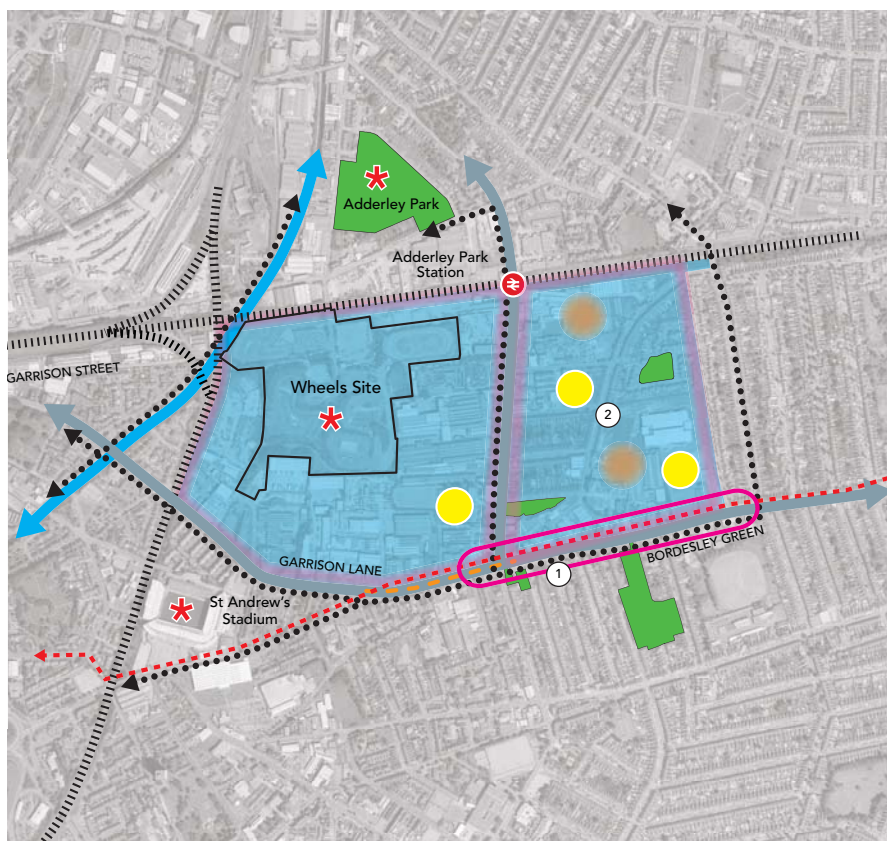 Adderley Park
Adderley Park
Station
GARRISON STREET
Wheels Site
2
GARRISON LANE
BORDESLEY GREEN
1
St Andrew's
Stadium